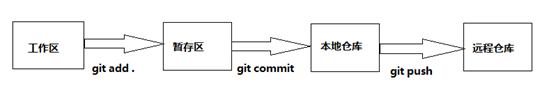 工作区
git add .
暂存区
git commit
本地仓库
git push
远程仓库